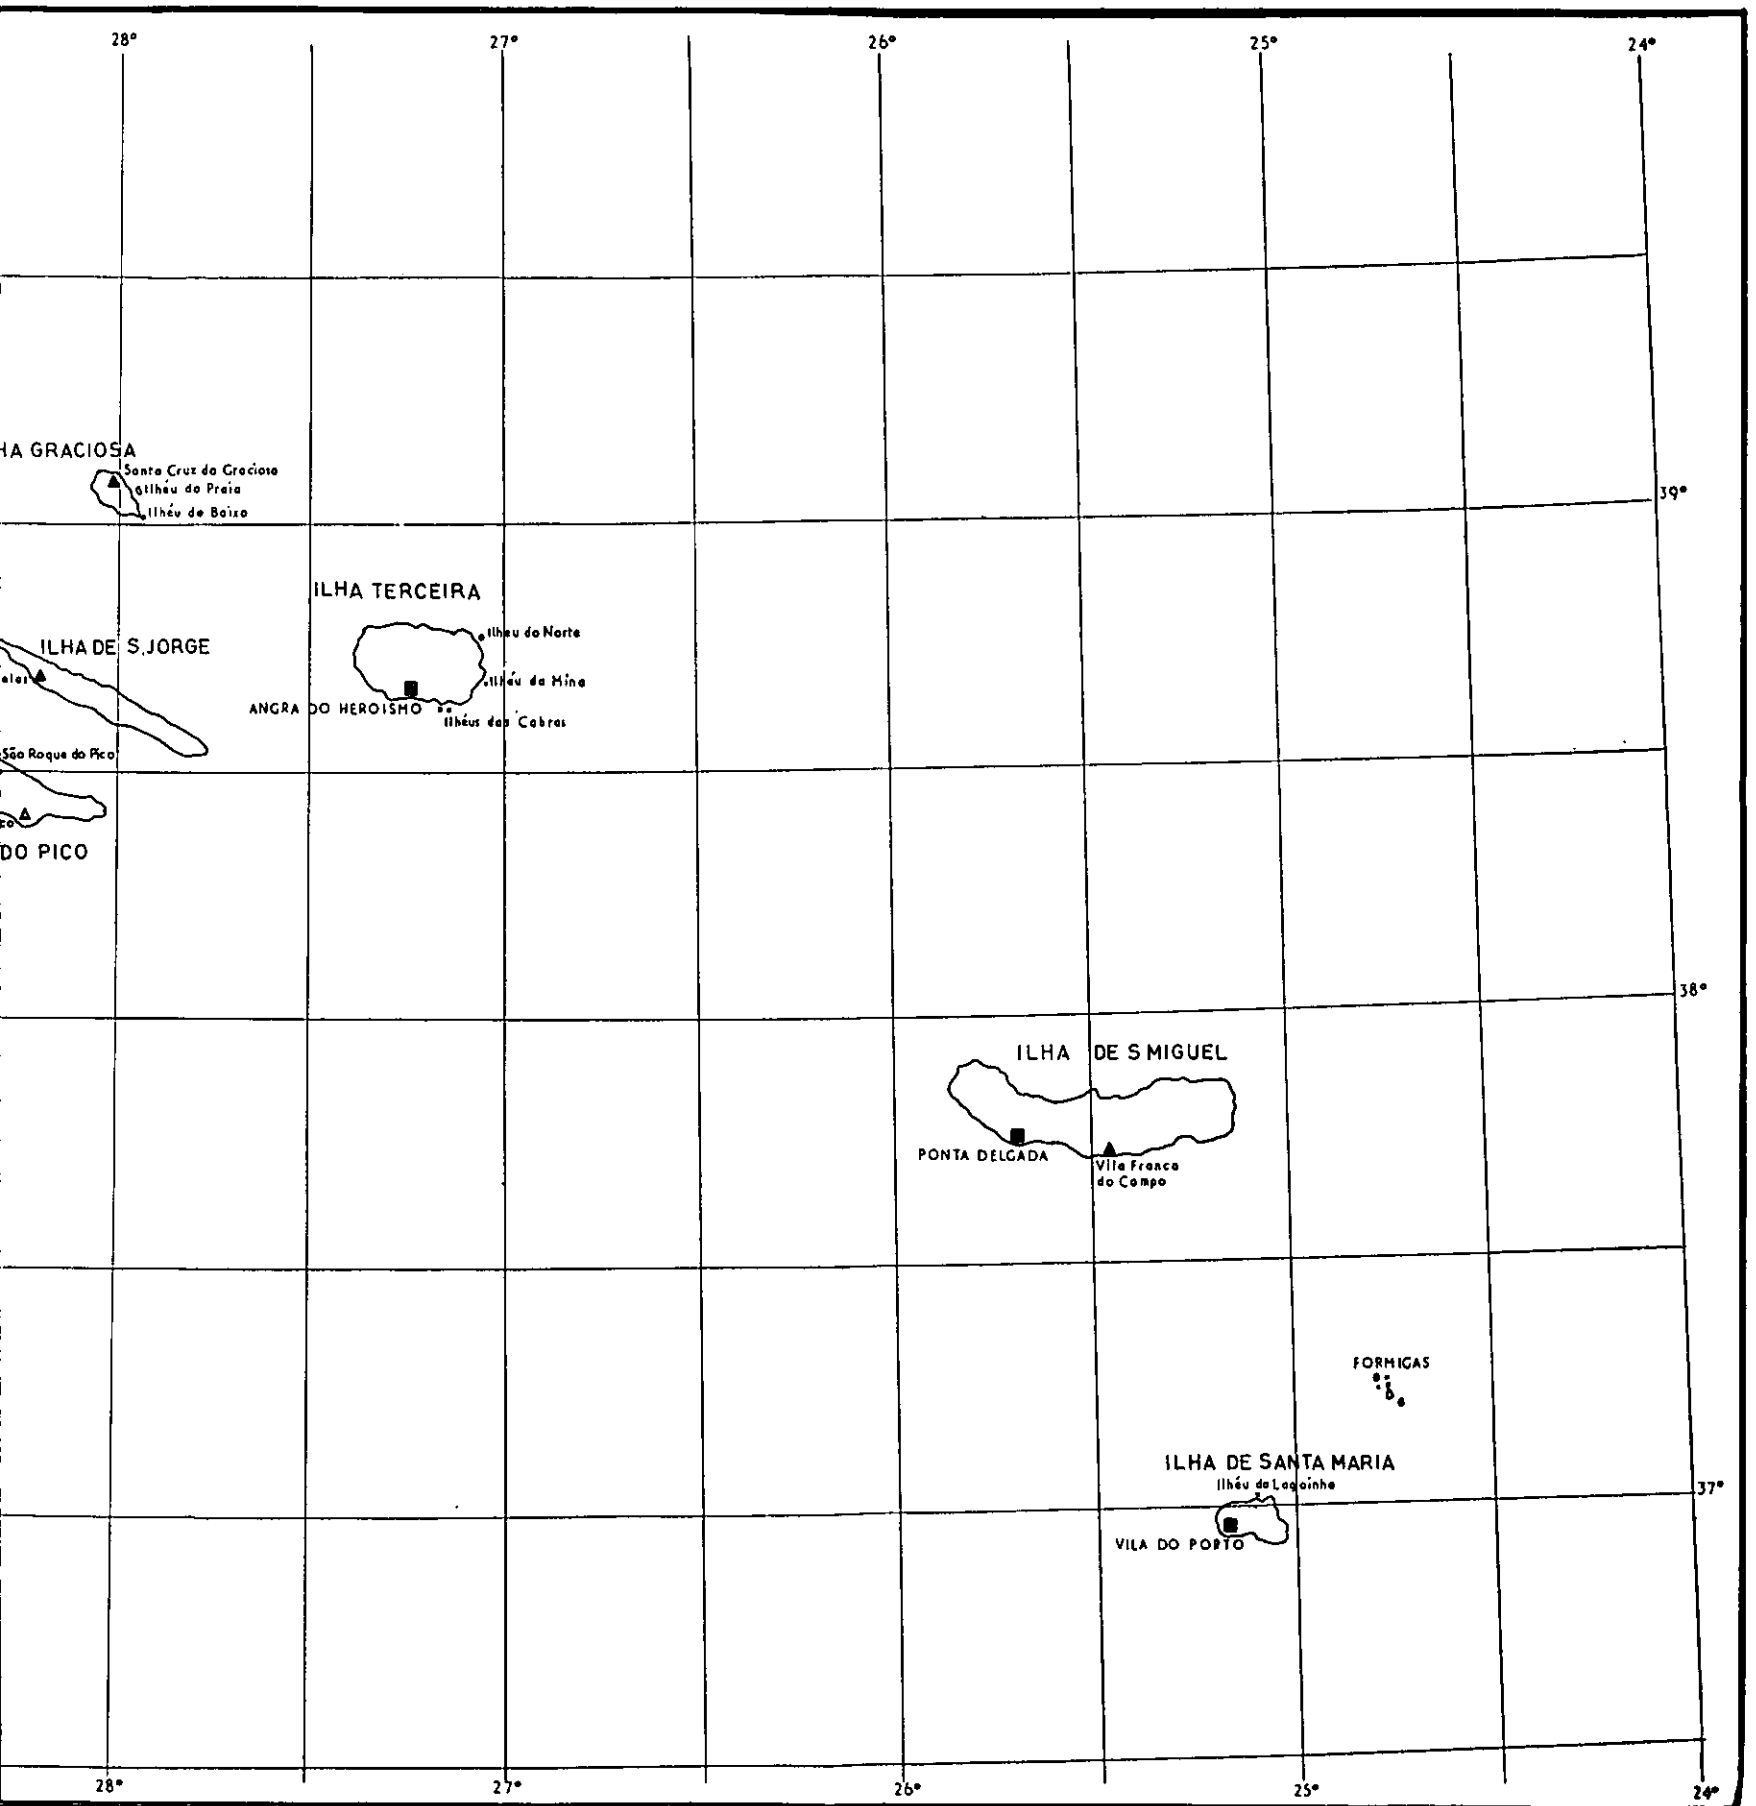 28° 27° 26° 25° 24°
HA GRACIOSA
Santa Cruz da Graciosa
Ilhéu da Praia
Ilhéu de Baixo
39°
ILHA TERCEIRA
Ilheu do Norte
ILHA DE S.JORGE
elas
Ilhéu da Mina
ANGRA DO HEROISMO
Ilhéus das Cabras
São Roque do Pico
co
DO PICO
38°
ILHA DE S MIGUEL
PONTA DELGADA
Vila Franca
do Campo
FORMIGAS
ILHA DE SANTA MARIA
Ilhéu da Lagoinha
37°
VILA DO PORTO
28° 27° 26° 25° 24°